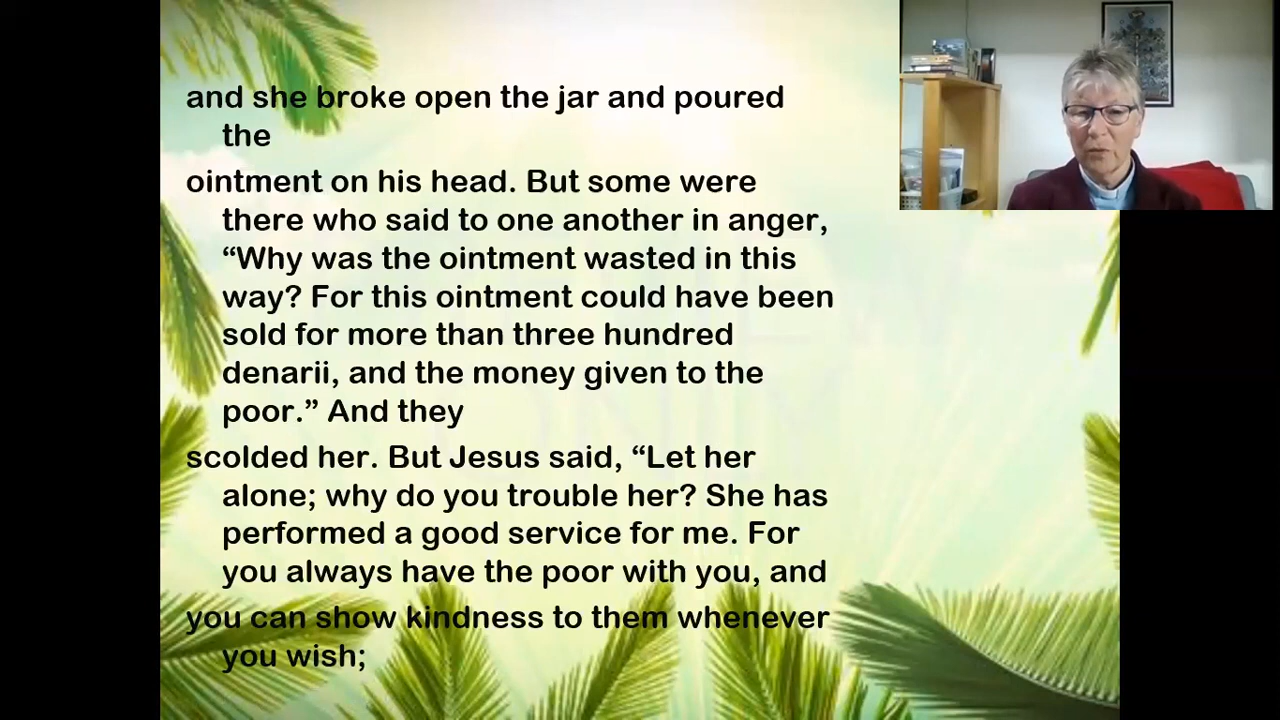 and she broke open the jar and poured
the
ointment on his head. But some were
there who said to one another in anger,
“Why was the ointment wasted in this
way? For this ointment could have been
sold for more than three hundred
denarii, and the money given to the
poor.” And they
scolded her. But Jesus said, “Let her
alone; why do you trouble her? She has
performed a good service for me. For
you always have the poor with you, and
you can show kindness to them whenever
you wish;